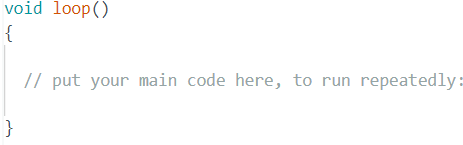 void loop()
{
// put your main code here, to run repeatedly:
}